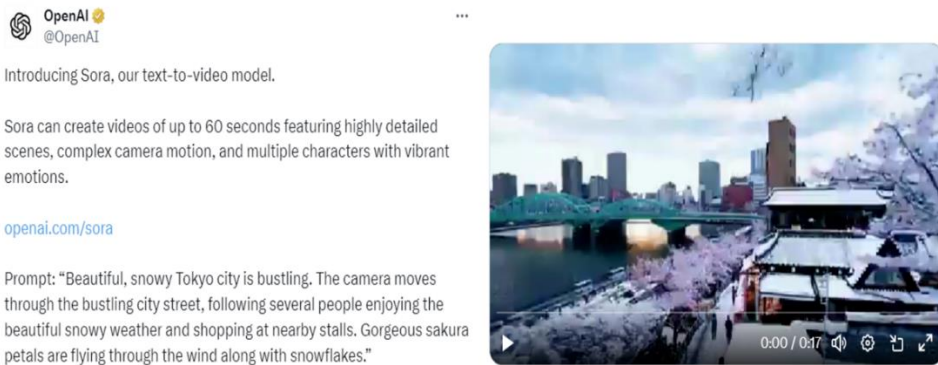 OpenAI
@OpenAI
Introducing Sora, our text-to-video model.
Sora can create videos of up to 60 seconds featuring highly detailed
scenes, complex camera motion, and multiple characters with vibrant
emotions.
openai.com/sora
Prompt: “Beautiful, snowy Tokyo city is bustling. The camera moves
through the bustling city street, following several people enjoying the
beautiful snowy weather and shopping at nearby stalls. Gorgeous sakura
petals are flying through the wind along with snowflakes.”
0:00 / 0:17